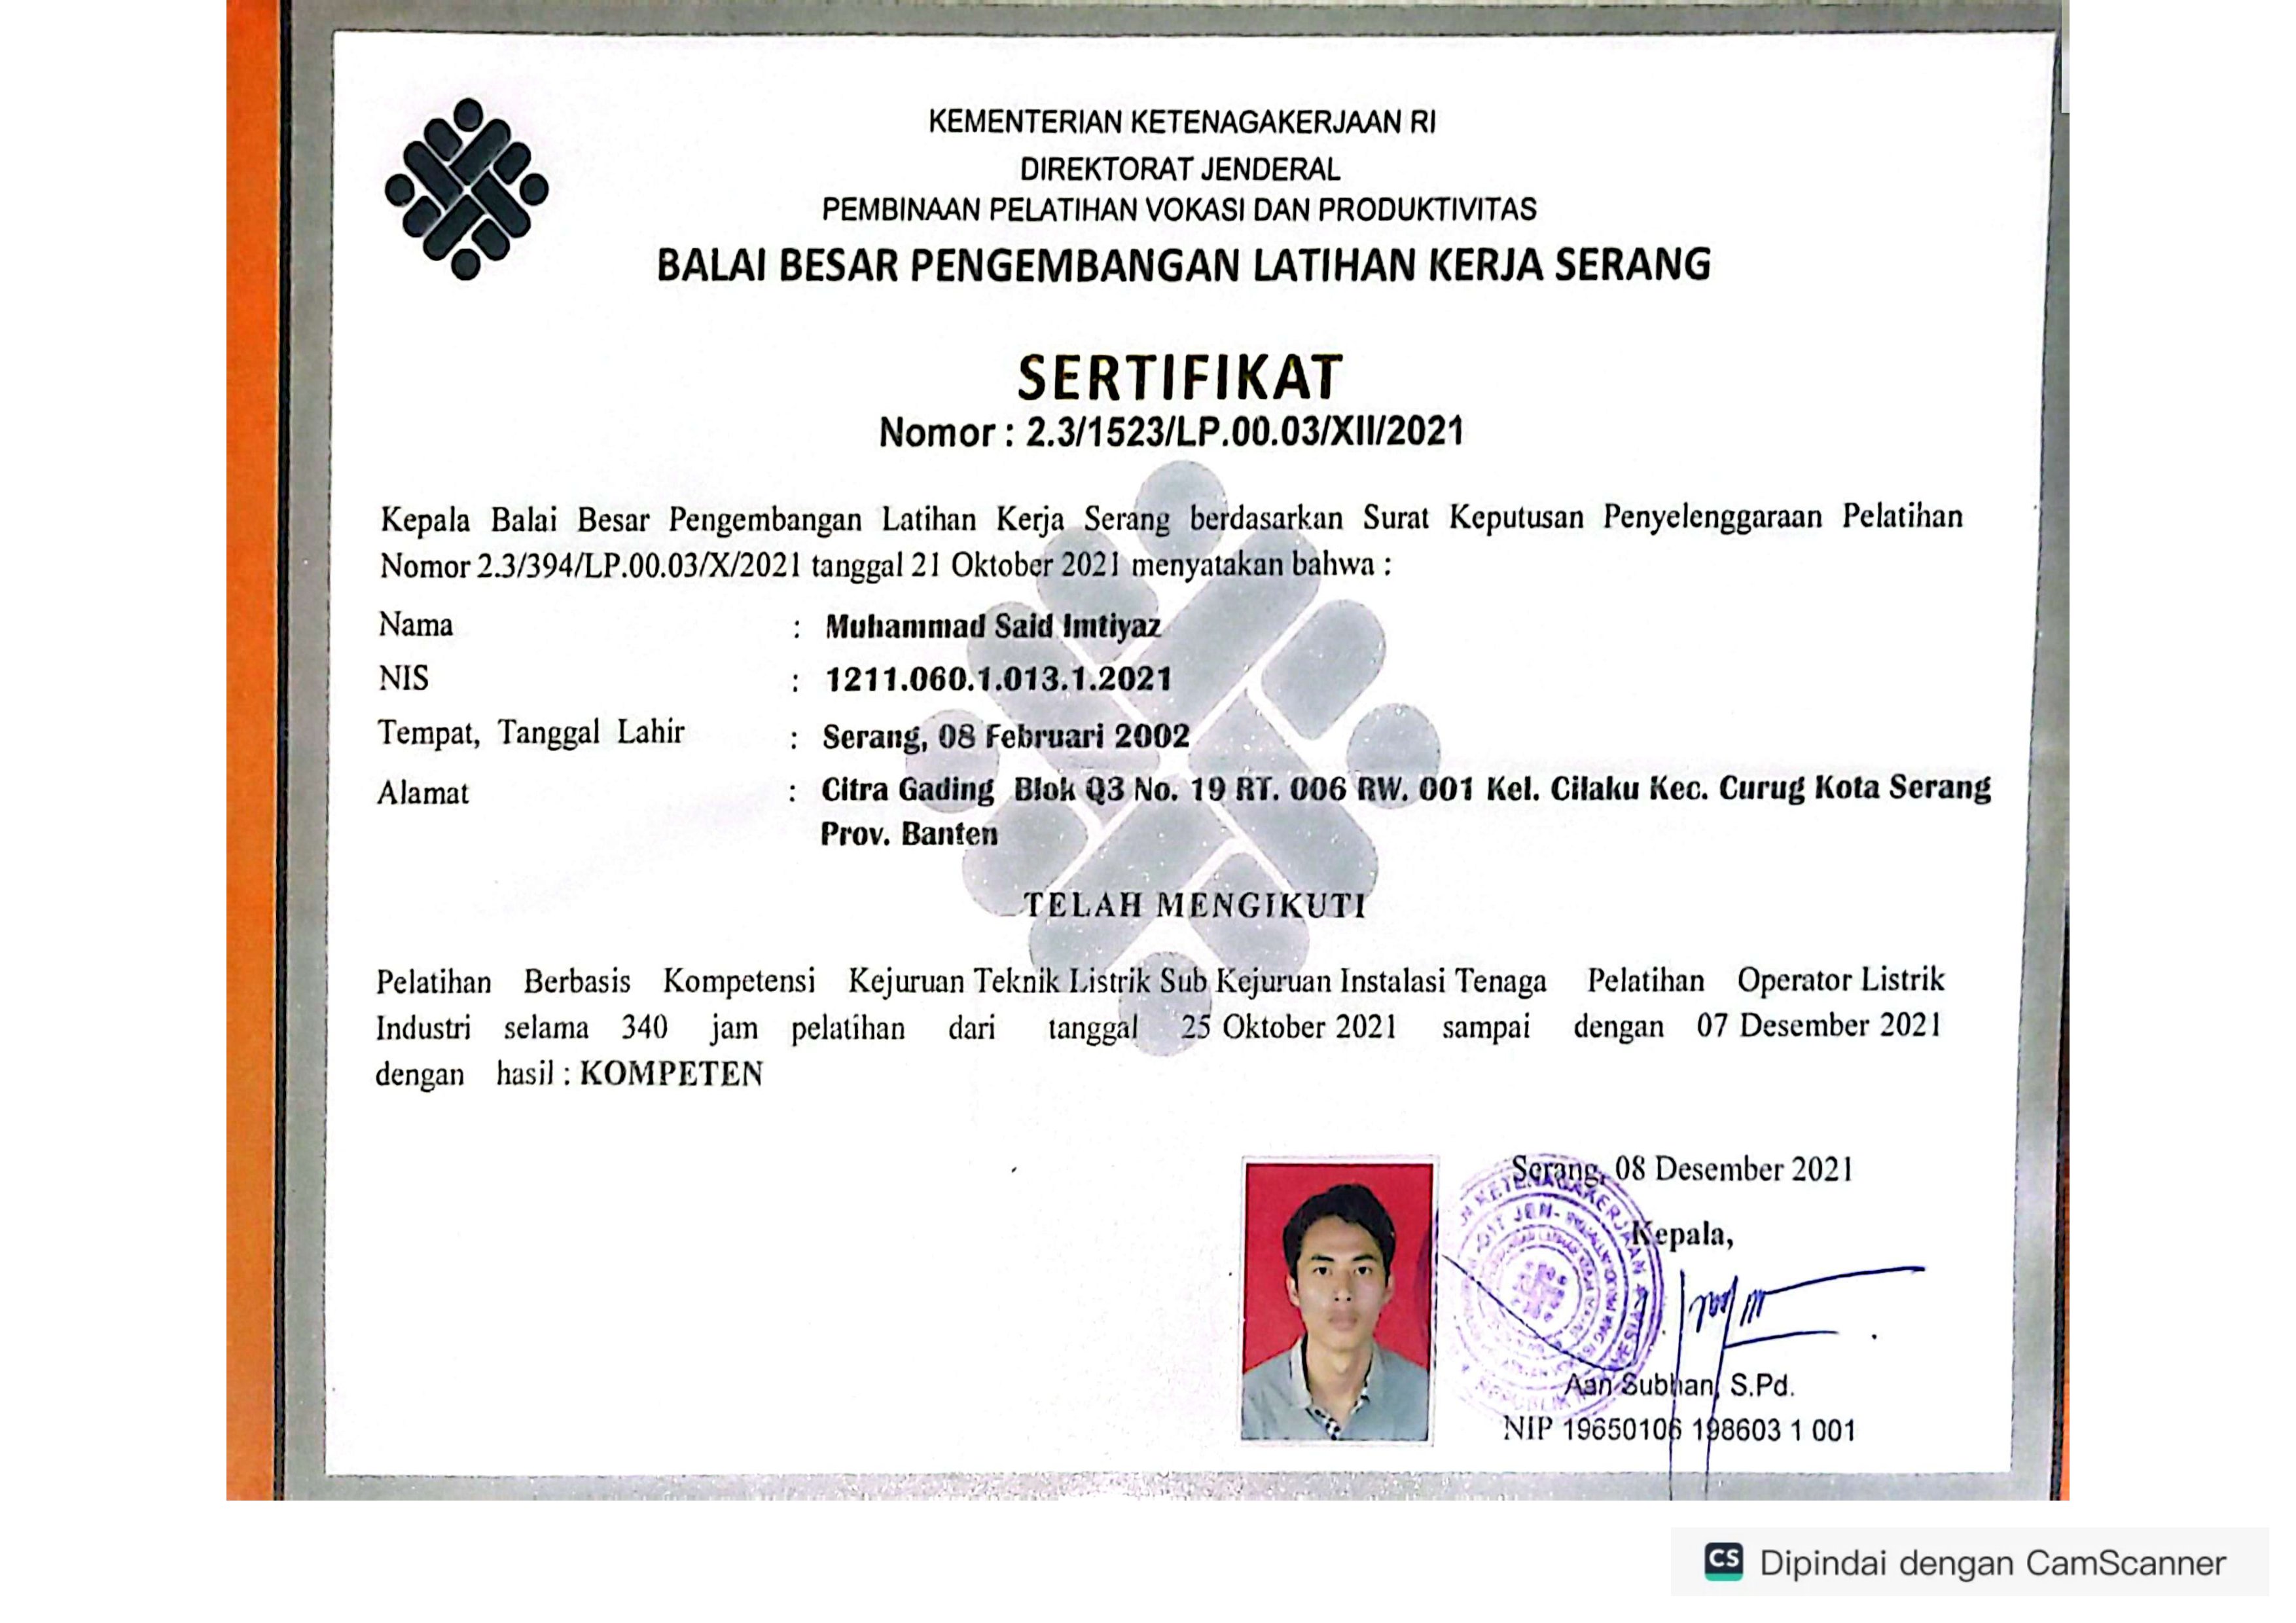 KEMENTERIAN KETENAGAKERJAAN RI
DIREKTORAT JENDERAL
PEMBINAAN PELATIHAN VOKASI DAN PRODUKTIVITAS
BALAI BESAR PENGEMBANGAN LATIHAN KERJA SERANG
SERTIFIKAT
Nomor : 2.3/1523/LP.00.03/XII/2021
Kepala Balai Besar Pengembangan Latihan Kerja Serang berdasarkan Surat Keputusan Penyelenggaraan Pelatihan
Nomor 2.3/394/LP.00.03/X/2021 tanggal 21 Oktober 2021 menyatakan bahwa :
Nama : Muhammad Said Imtiyaz
NIS : 1211.060.1.013.1.2021
Tempat, Tanggal Lahir : Serang, 08 Februari 2002
Alamat : Citra Gading Blok Q3 No. 19 RT. 006 RW. 001 Kel. Cilaku Kec. Curug Kota Serang
Prov. Banten
TELAH MENGIKUTI
Pelatihan Berbasis Kompetensi Kejuruan Teknik Listrik Sub Kejuruan Instalasi Tenaga Pelatihan Operator Listrik
Industri selama 340 jam pelatihan dari tanggal 25 Oktober 2021 sampai dengan 07 Desember 2021
dengan hasil : KOMPETEN
Serang, 08 Desember 2021
Kepala,
Aan Subhan, S.Pd.
NIP 19650106 198603 1 001
CS Dipindai dengan CamScanner